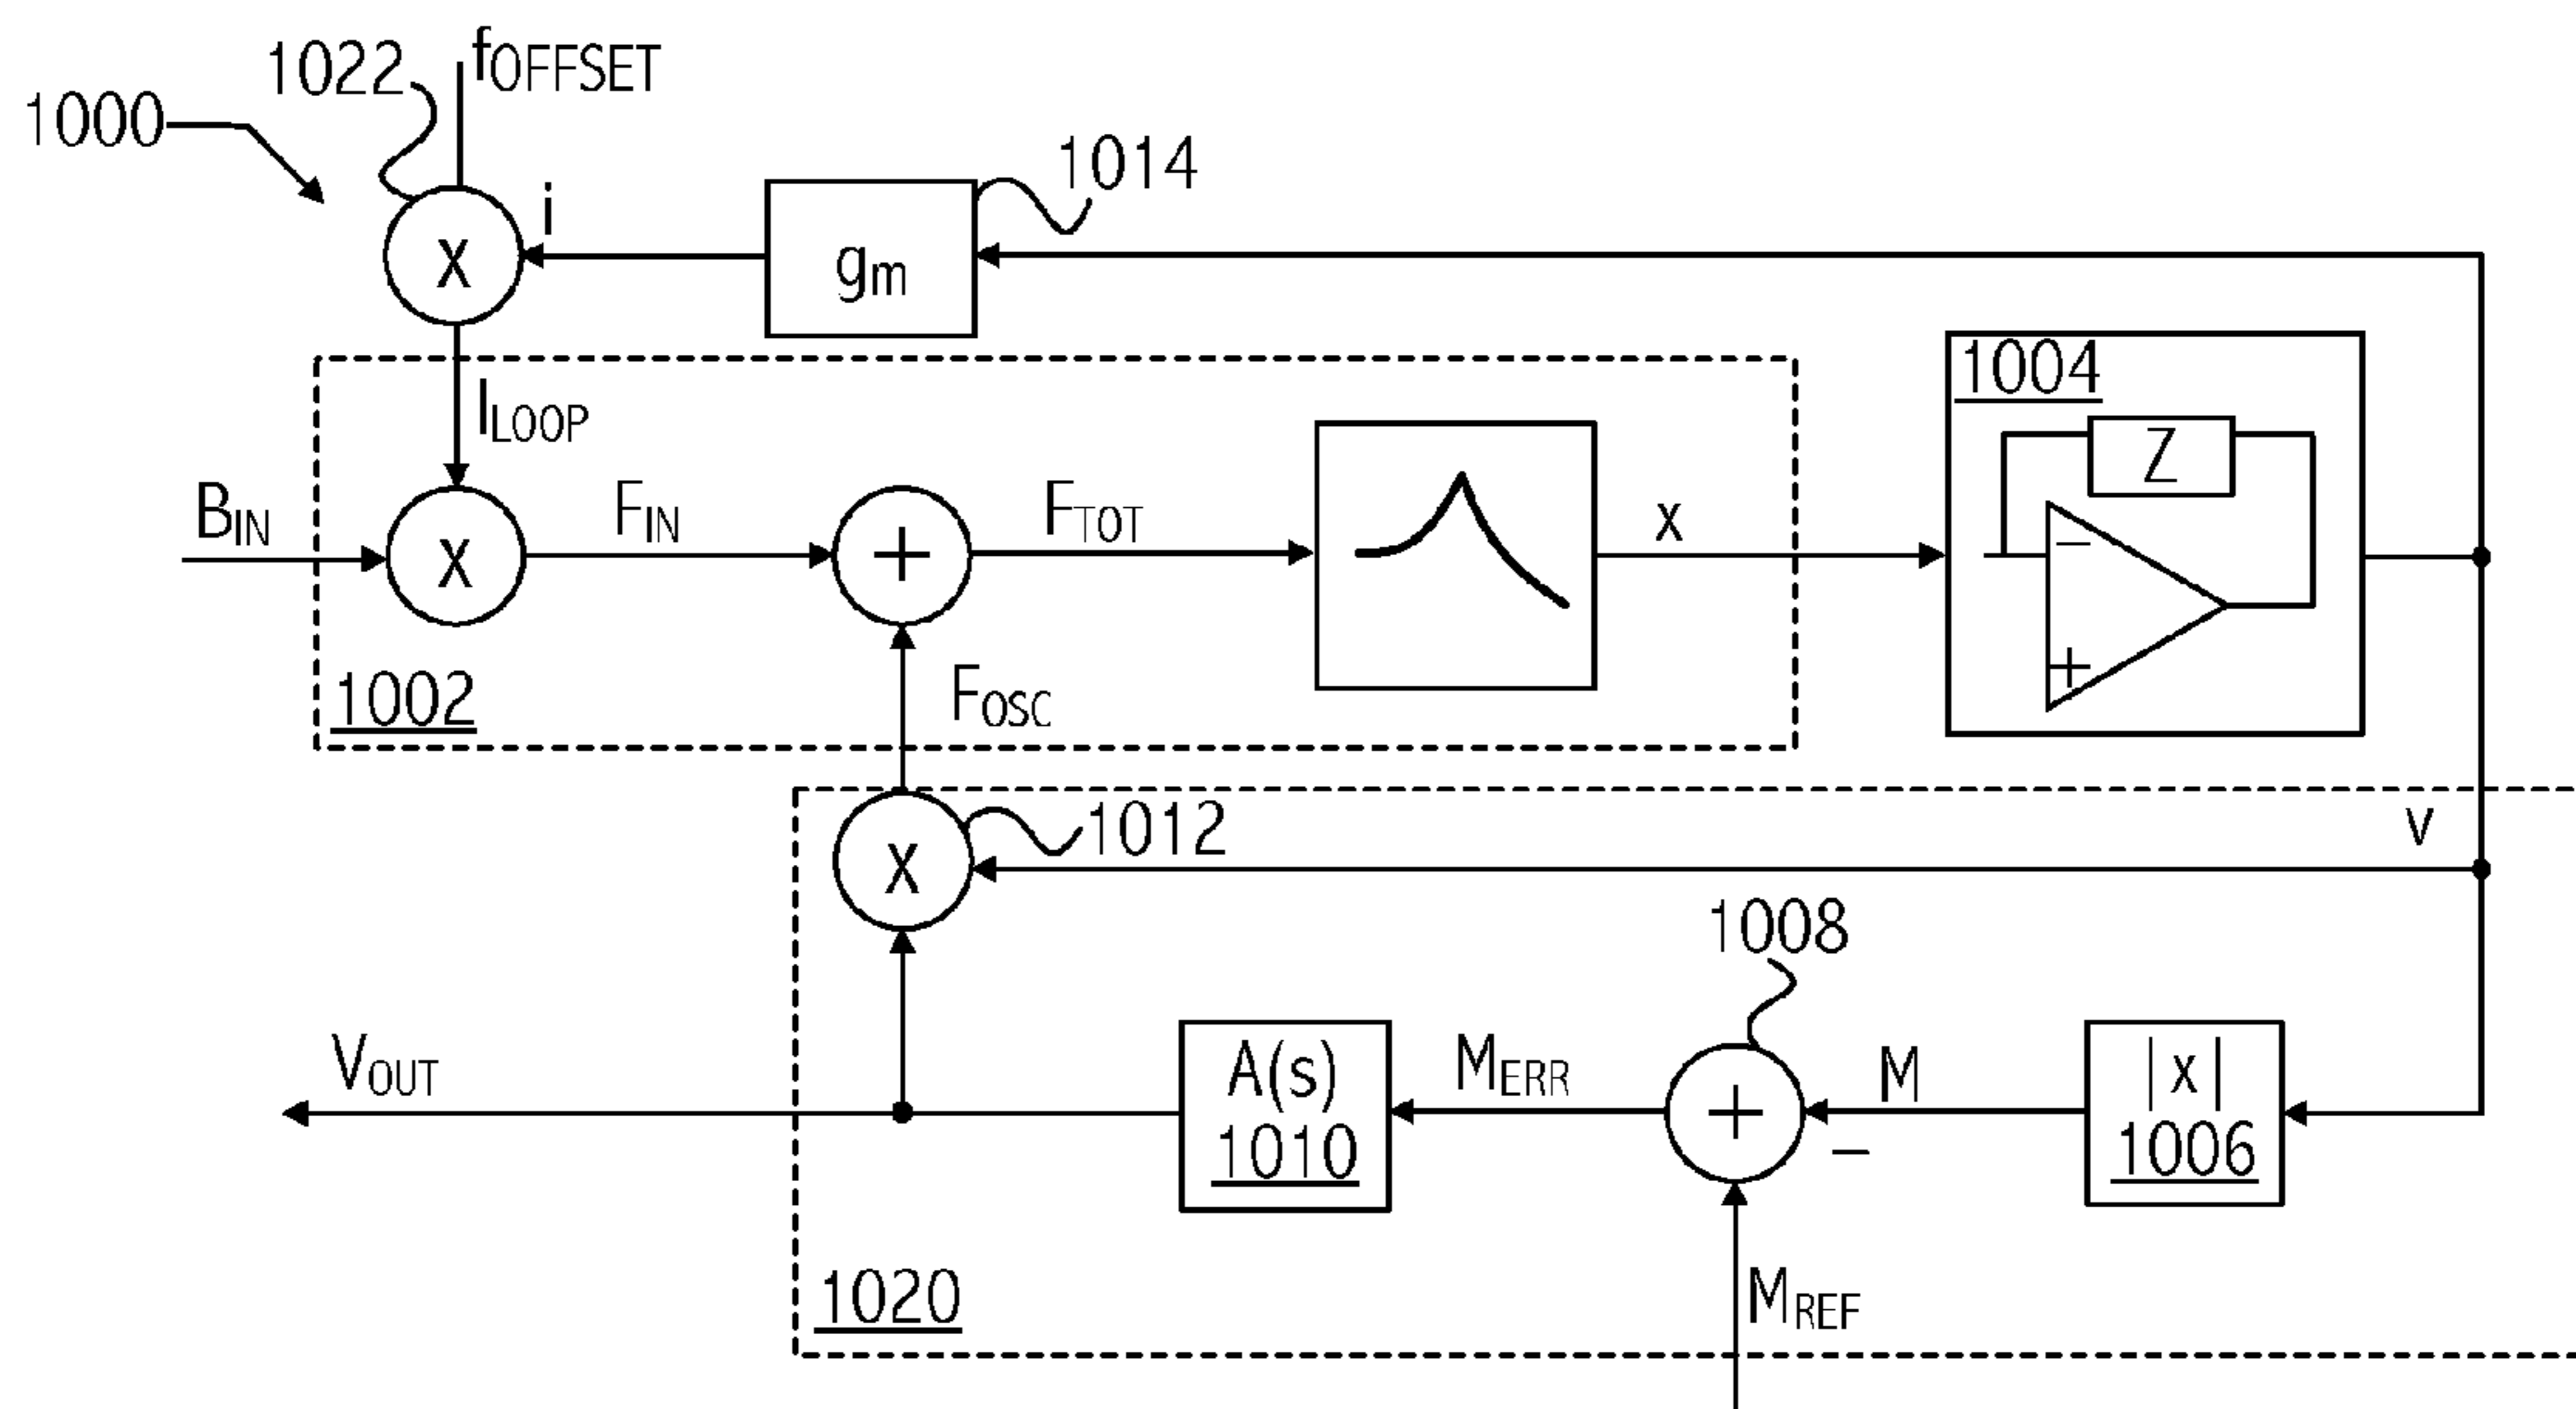 1022
fOFFSET
1000
X
i
gm
1014
ILOOP
1004
Z
−
+
BIN
X
FIN
+
FTOT
x
1002
FOSC
X
1012
v
1008
VOUT
A(s)
1010
MERR
+
M
−
|x|
1006
1020
MREF